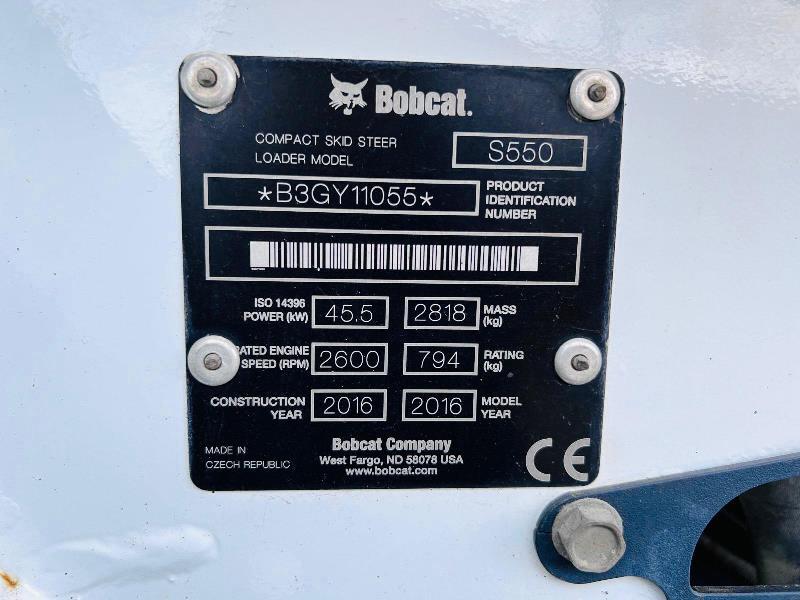 Bobcat.
COMPACT SKID STEER
LOADER MODEL
S550
*B3GY11055*
PRODUCT
IDENTIFICATION
NUMBER
ISO 14396
POWER (kW)
45.5
2818
MASS
(kg)
ENGINE
SPEED (RPM)
2600
794
RATING
(kg)
CONSTRUCTION
YEAR
2016
2016
MODEL
YEAR
MADE IN
CZECH REPUBLIC
Bobcat Company
West Fargo, ND 58078 USA
www.bobcat.com
CE